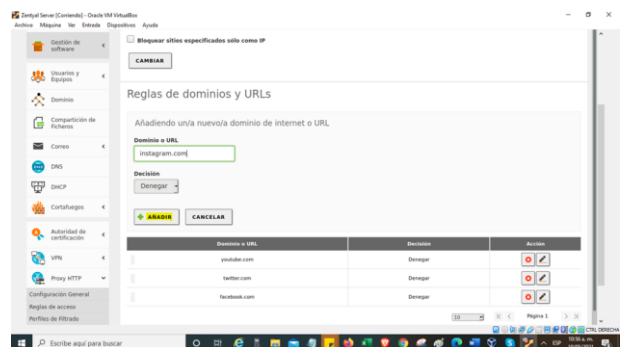 Zentyal Server [Corriendo] - Oracle VM VirtualBox
Archivo Máquina Ver Entrada Dispositivos Ayuda
Gestión de software
Usuarios y Equipos
Dominio
Compartición de Ficheros
Correo
DNS
DHCP
Cortafuegos
Autoridad de certificación
VPN
Proxy HTTP
Configuración General
Reglas de acceso
Perfiles de Filtrado
Bloquear sities especificados sólo como IP
CAMBIAR
Reglas de dominios y URLs
Añadiendo un/a nuevo/a dominio de internet o URL
Dominio o URL
instagram.com
Decisión
Denegar
AÑADIR CANCELAR
Dominio o URL Decisión Acción
youtube.com Denegar
twitter.com Denegar
facebook.com Denegar
10 Página 1
CTRL DERECHA
Escribe aquí para buscar
ESP 10:56 a. m.